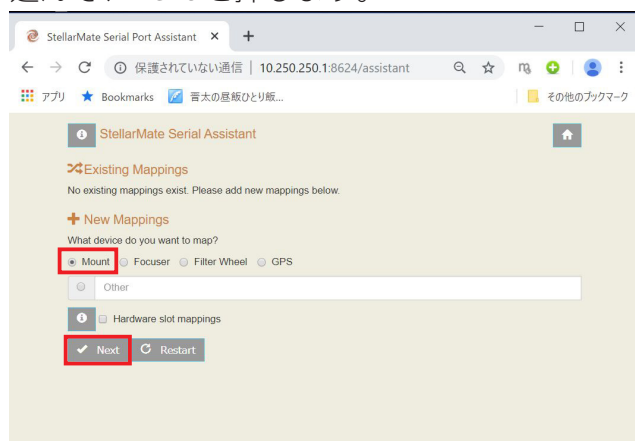 StellarMate Serial Port Assistant
保護されていない通信 | 10.250.250.1:8624/assistant
アプリ Bookmarks 晋太の昼飯ひとり飯... その他のブックマーク
StellarMate Serial Assistant
Existing Mappings
No existing mappings exist. Please add new mappings below.
New Mappings
What device do you want to map?
Mount Focuser Filter Wheel GPS
Other
Hardware slot mappings
Next Restart